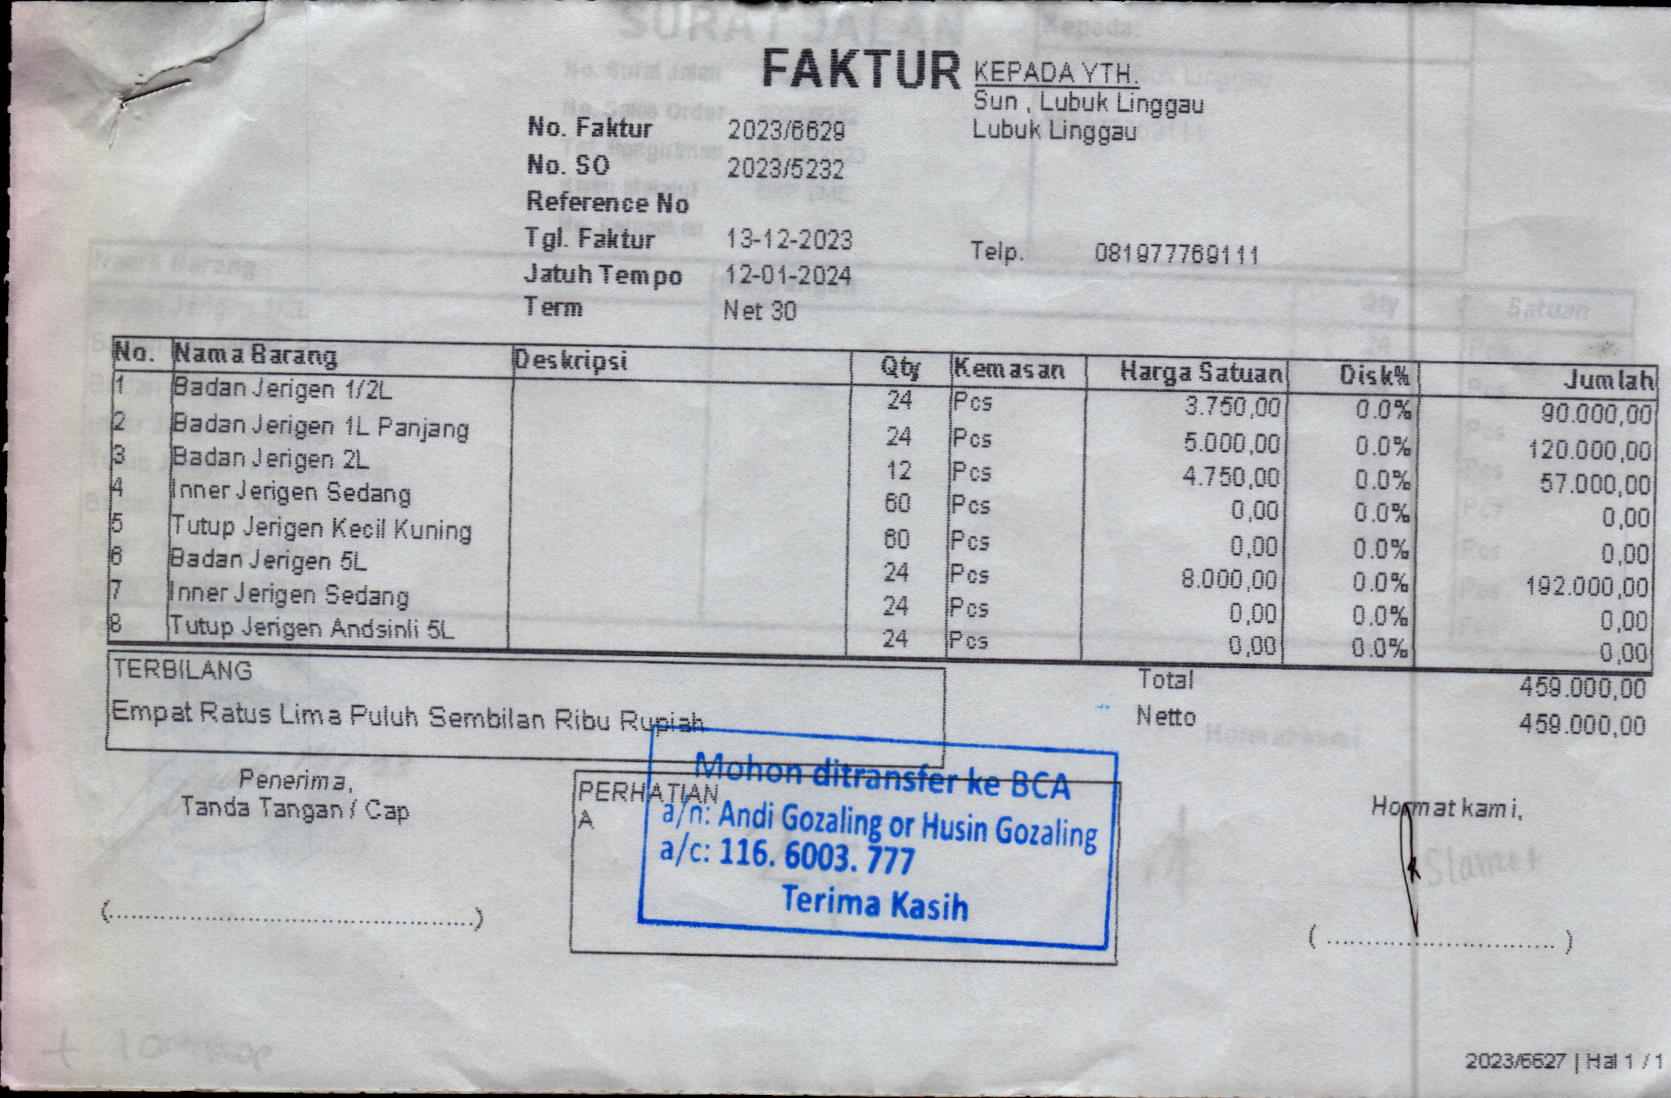 FAKTUR
KEPADA YTH.
Sun , Lubuk Linggau
Lubuk Linggau
No. Faktur 2023/6629
No. SO 2023/5232
Reference No
Tgl. Faktur 13-12-2023
Telp. 081977769111
Jatuh Tempo 12-01-2024
Term Net 30
No. Nama Barang Deskripsi Qty Kemasan Harga Satuan Disk% Jumlah
1 Badan Jerigen 1/2L 24 Pcs 3.750,00 0.0% 90.000,00
2 Badan Jerigen 1L Panjang 24 Pcs 5.000,00 0.0% 120.000,00
3 Badan Jerigen 2L 12 Pcs 4.750,00 0.0% 57.000,00
4 Inner Jerigen Sedang 60 Pcs 0,00 0.0% 0,00
5 Tutup Jerigen Kecil Kuning 60 Pcs 0,00 0.0% 0,00
6 Badan Jerigen 5L 24 Pcs 8.000,00 0.0% 192.000,00
7 Inner Jerigen Sedang 24 Pcs 0,00 0.0% 0,00
8 Tutup Jerigen Andsinli 5L 24 Pcs 0,00 0.0% 0,00
TERBILANG
Empat Ratus Lima Puluh Sembilan Ribu Rupiah
Total 459.000,00
Netto 459.000,00
Penerima,
Tanda Tangan / Cap
(.....................................................)
PERHATIAN
A
Mohon ditransfer ke BCA
a/n: Andi Gozaling or Husin Gozaling
a/c: 116. 6003. 777
Terima Kasih
Hormat kami,
Slamet
( ................................. )
2023/6627 | Hal 1 / 1